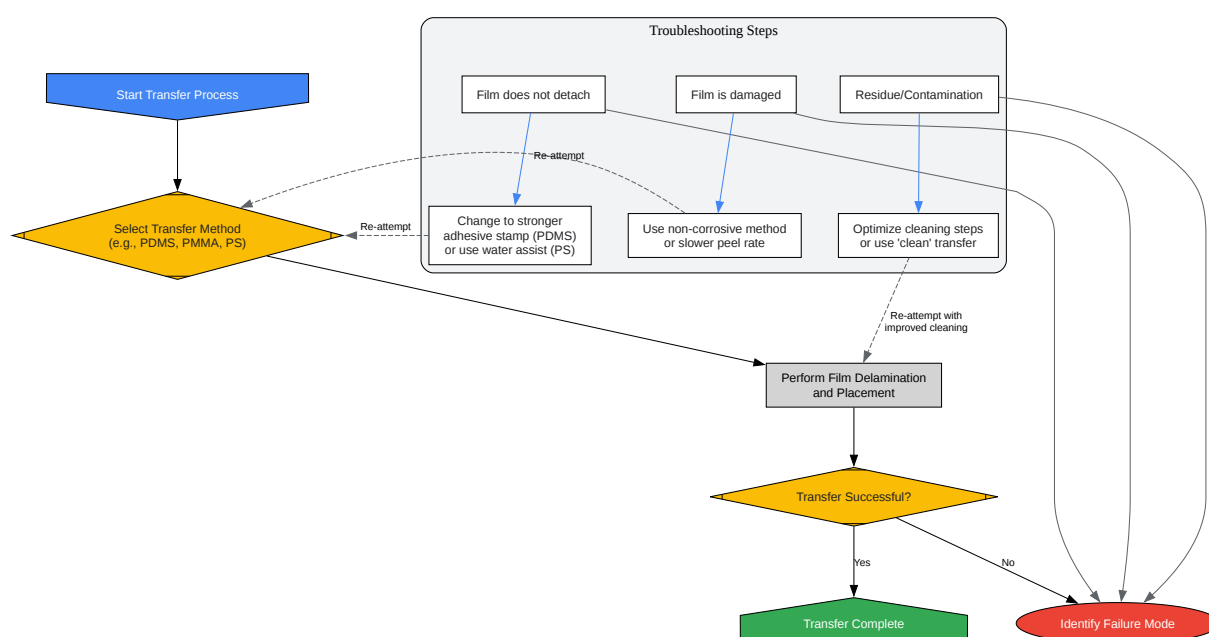 Troubleshooting Steps
Start Transfer Process
Film does not detach
Film is damaged
Residue/Contamination
Re-attempt
Select Transfer Method
(e.g., PDMS, PMMA, PS)
Re-attempt
Change to stronger
adhesive stamp (PDMS)
or use water assist (PS)
Use non-corrosive method
or slower peel rate
Optimize cleaning steps
or use 'clean' transfer
Re-attempt with
improved cleaning
Perform Film Delamination
and Placement
Transfer Successful?
Yes
No
Transfer Complete
Identify Failure Mode